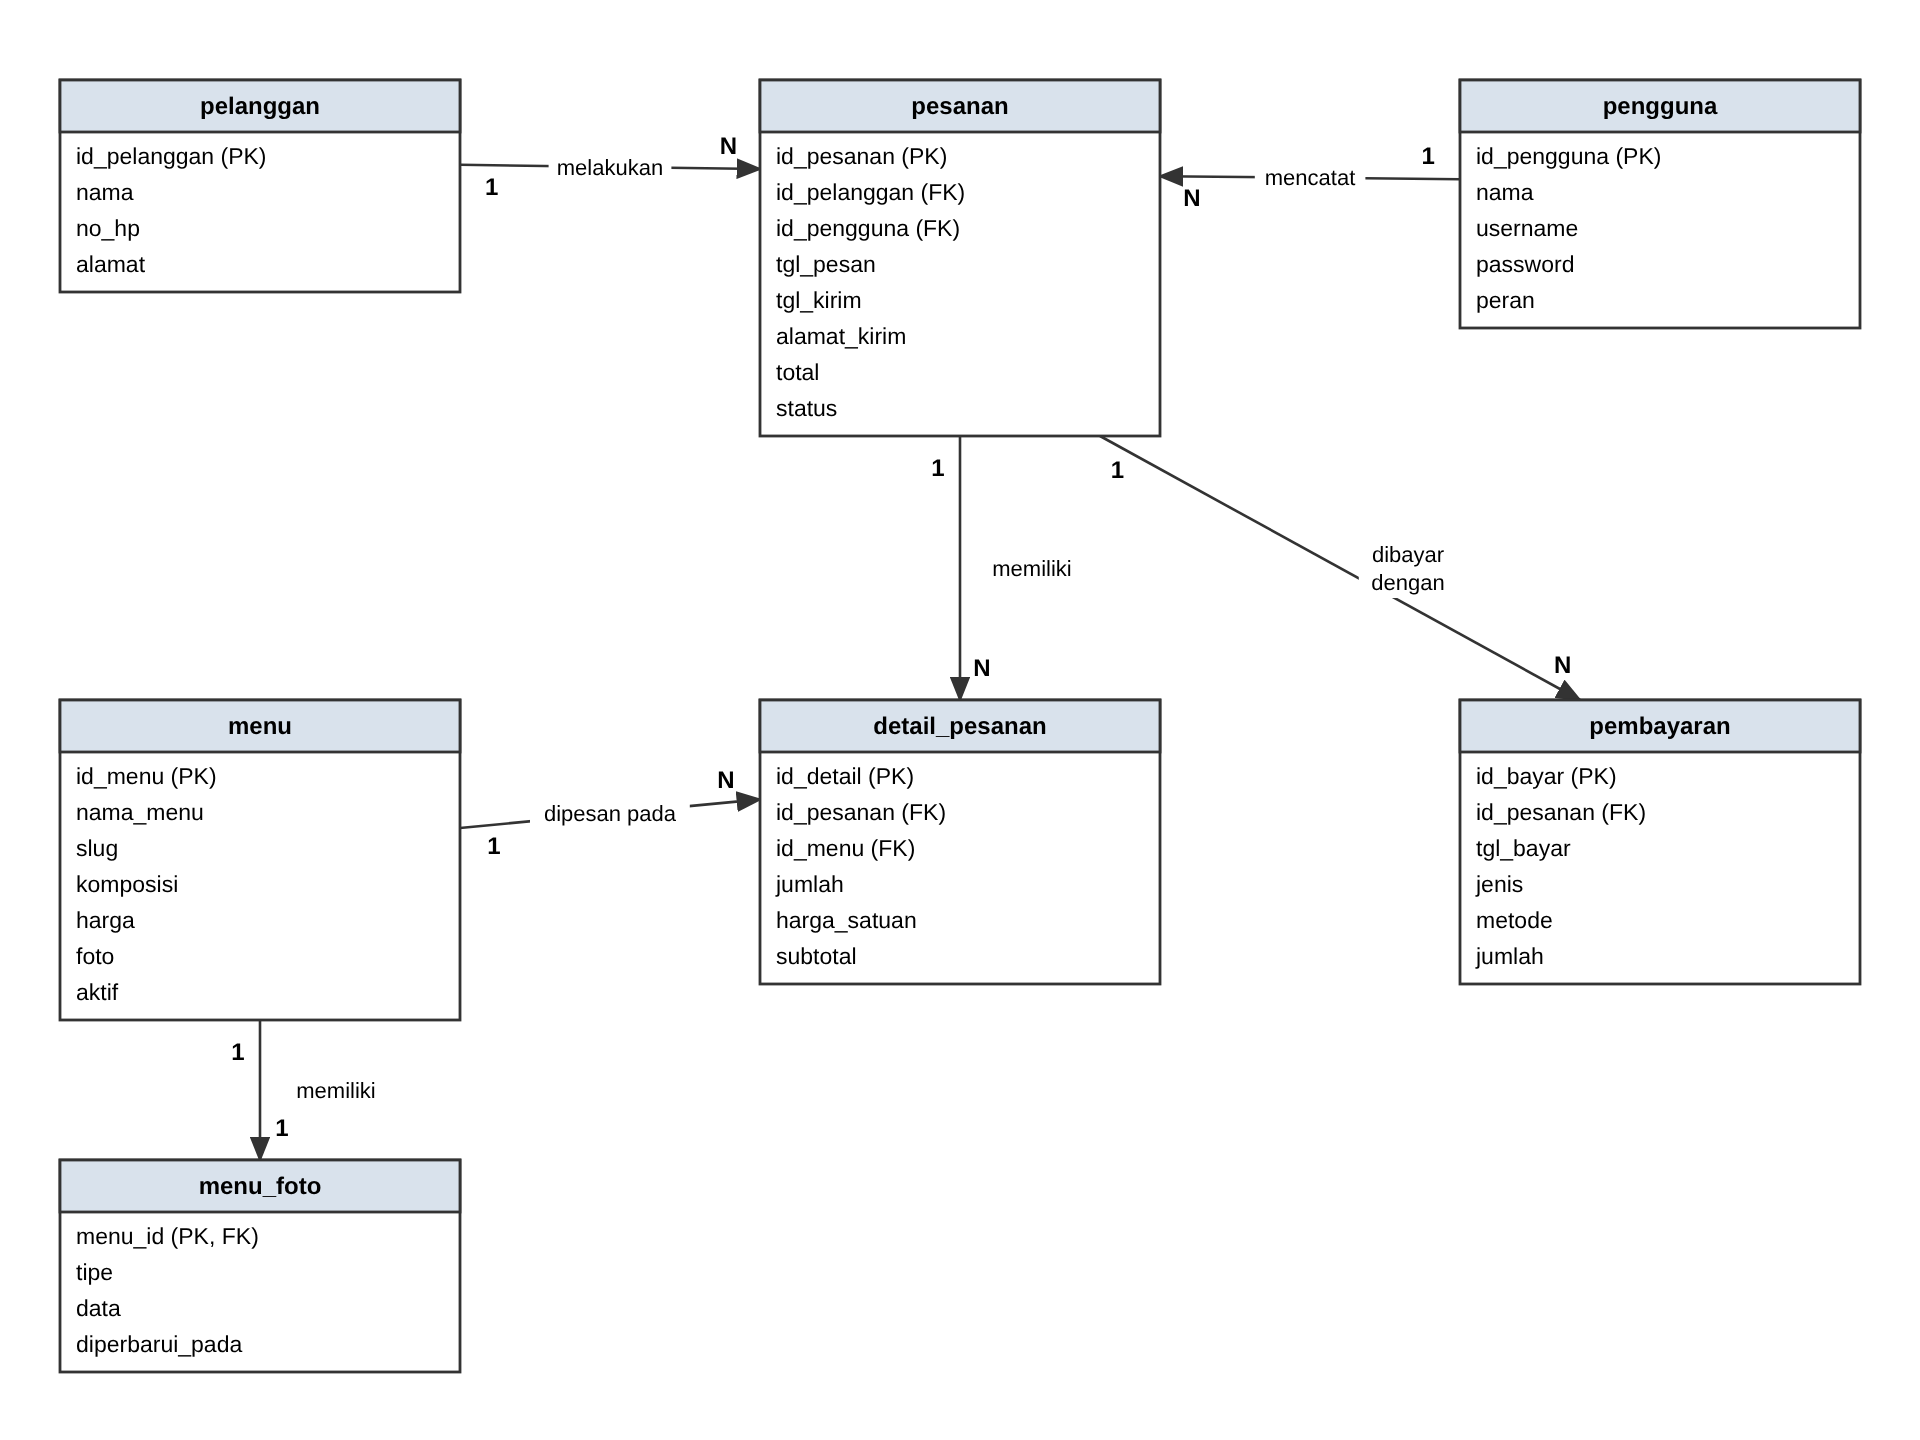 pelanggan
id_pelanggan (PK)
nama
no_hp
alamat
1
melakukan
N
pesanan
id_pesanan (PK)
id_pelanggan (FK)
id_pengguna (FK)
tgl_pesan
tgl_kirim
alamat_kirim
total
status
N
mencatat
1
pengguna
id_pengguna (PK)
nama
username
password
peran
1
memiliki
N
1
dibayar
dengan
N
menu
id_menu (PK)
nama_menu
slug
komposisi
harga
foto
aktif
1
dipesan pada
N
detail_pesanan
id_detail (PK)
id_pesanan (FK)
id_menu (FK)
jumlah
harga_satuan
subtotal
pembayaran
id_bayar (PK)
id_pesanan (FK)
tgl_bayar
jenis
metode
jumlah
1
memiliki
1
menu_foto
menu_id (PK, FK)
tipe
data
diperbarui_pada